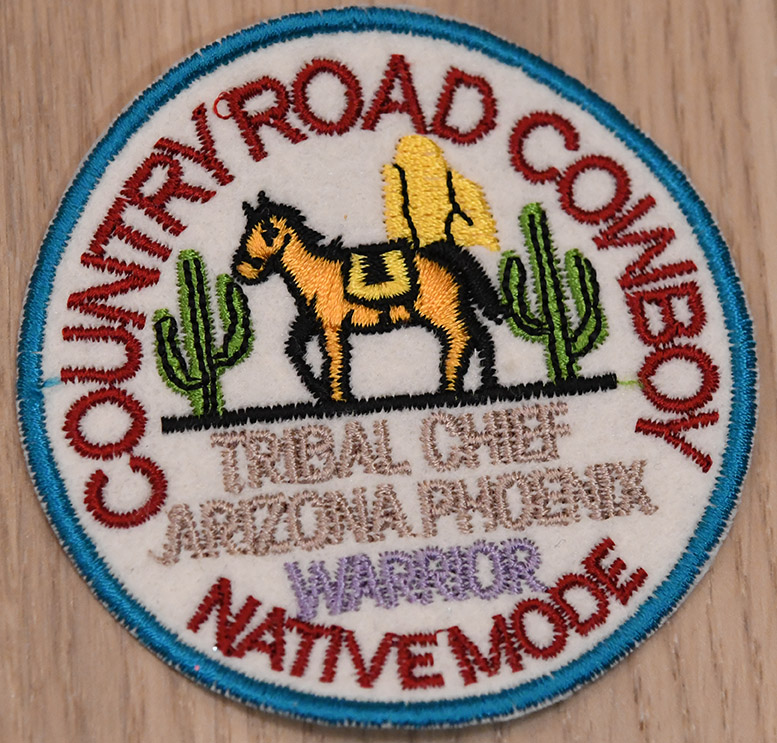 COUNTRY ROAD COWBOY
TRIBAL CHIEF
ARIZONA PHOENIX
WARRIOR
NATIVE MODE